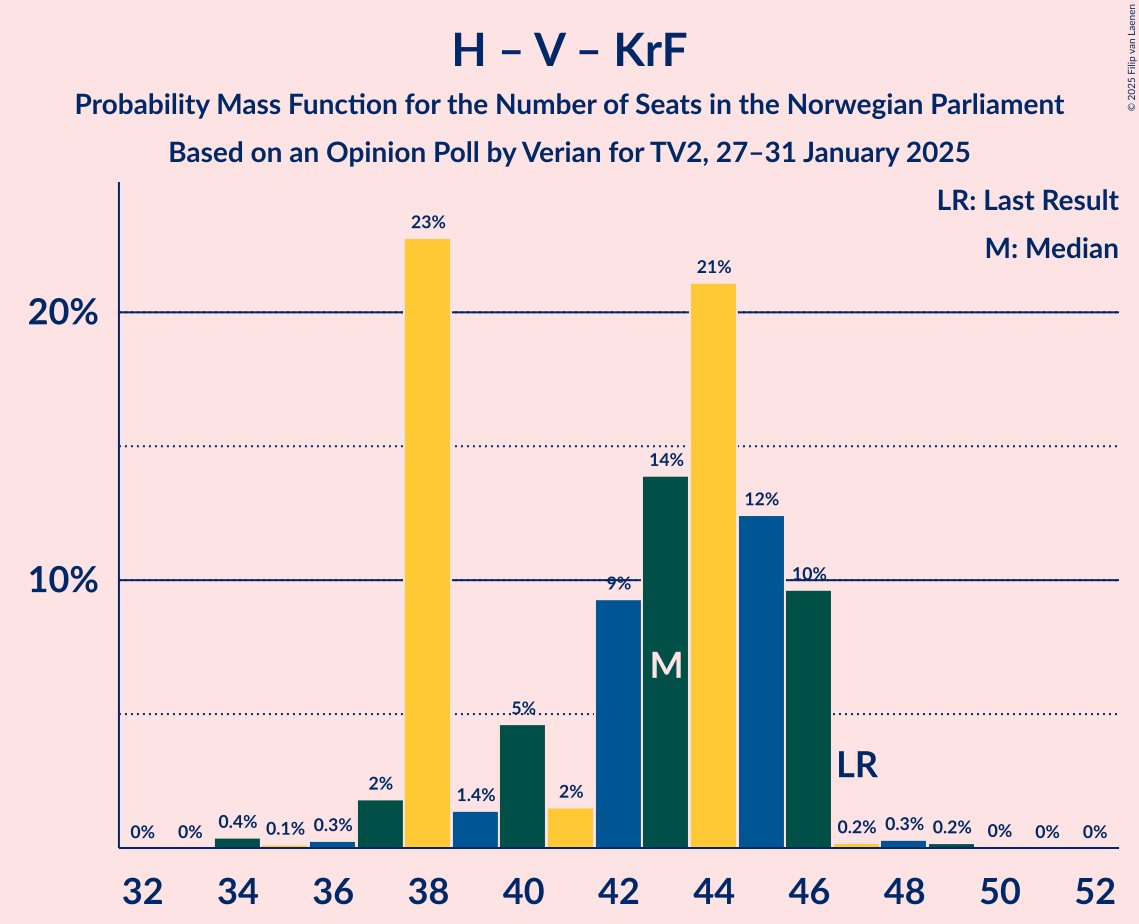 H – V – KrF
Probability Mass Function for the Number of Seats in the Norwegian Parliament
Based on an Opinion Poll by Verian for TV2, 27–31 January 2025
© 2025 Filip van Laenen
LR: Last Result
M: Median
20%
10%
0%
0%
0.4%
0.1%
0.3%
2%
23%
1.4%
5%
2%
9%
14%
21%
12%
10%
0.2%
0.3%
0.2%
0%
0%
0%
M
LR
32 34 36 38 40 42 44 46 48 50 52